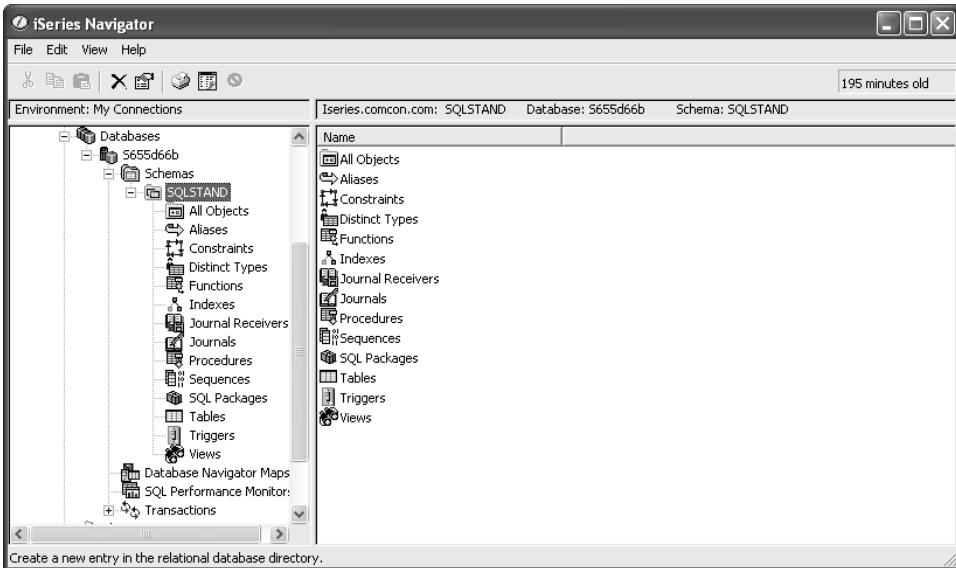 iSeries Navigator
File Edit View Help
195 minutes old
Environment: My Connections
Iseries.comcon.com: SQLSTAND Database: S655d66b Schema: SQLSTAND
Databases
S655d66b
Schemas
SQLSTAND
All Objects
Aliases
Constraints
Distinct Types
Functions
Indexes
Journal Receivers
Journals
Procedures
Sequences
SQL Packages
Tables
Triggers
Views
Database Navigator Maps
SQL Performance Monitor
Transactions
Name
All Objects
Aliases
Constraints
Distinct Types
Functions
Indexes
Journal Receivers
Journals
Procedures
Sequences
SQL Packages
Tables
Triggers
Views
Create a new entry in the relational database directory.